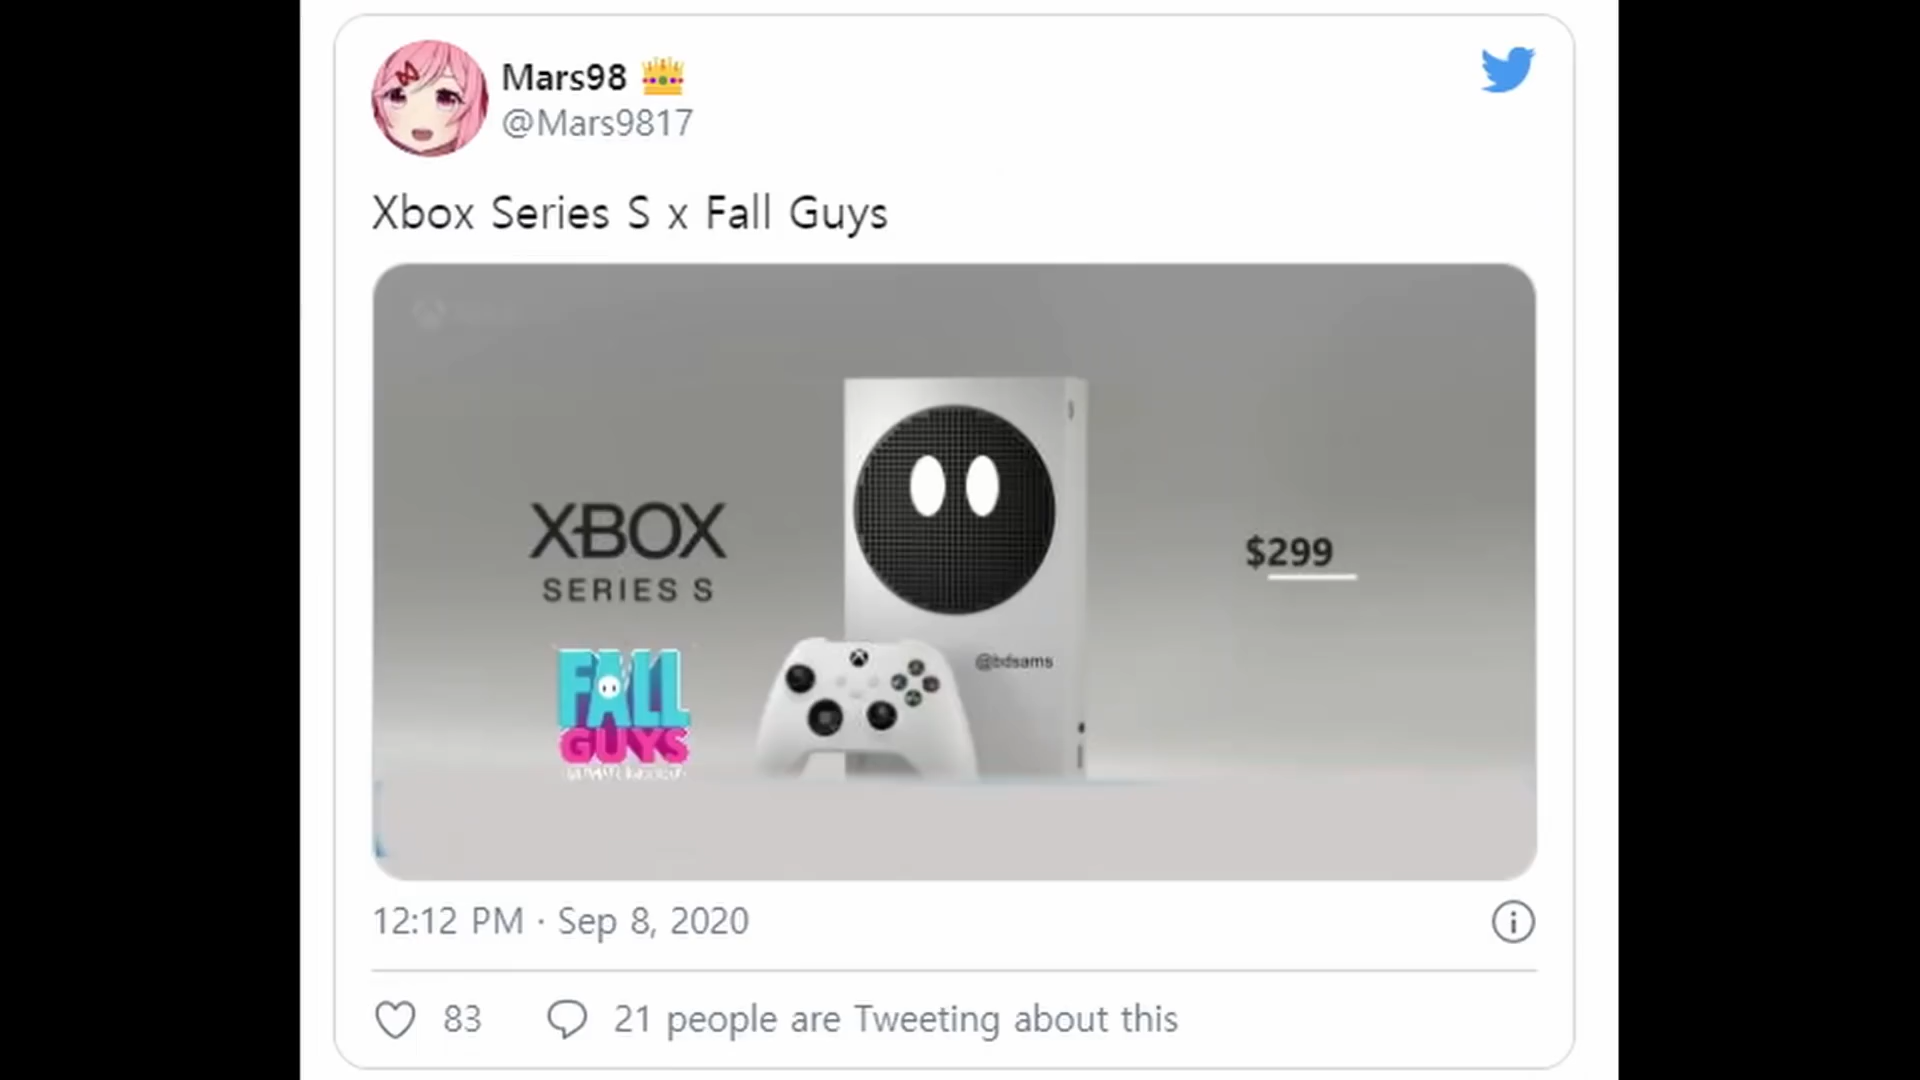 Mars98
@Mars9817
Xbox Series S x Fall Guys
XBOX
SERIES S
$299
FALL
GUYS
@bdsams
12:12 PM · Sep 8, 2020
83
21 people are Tweeting about this